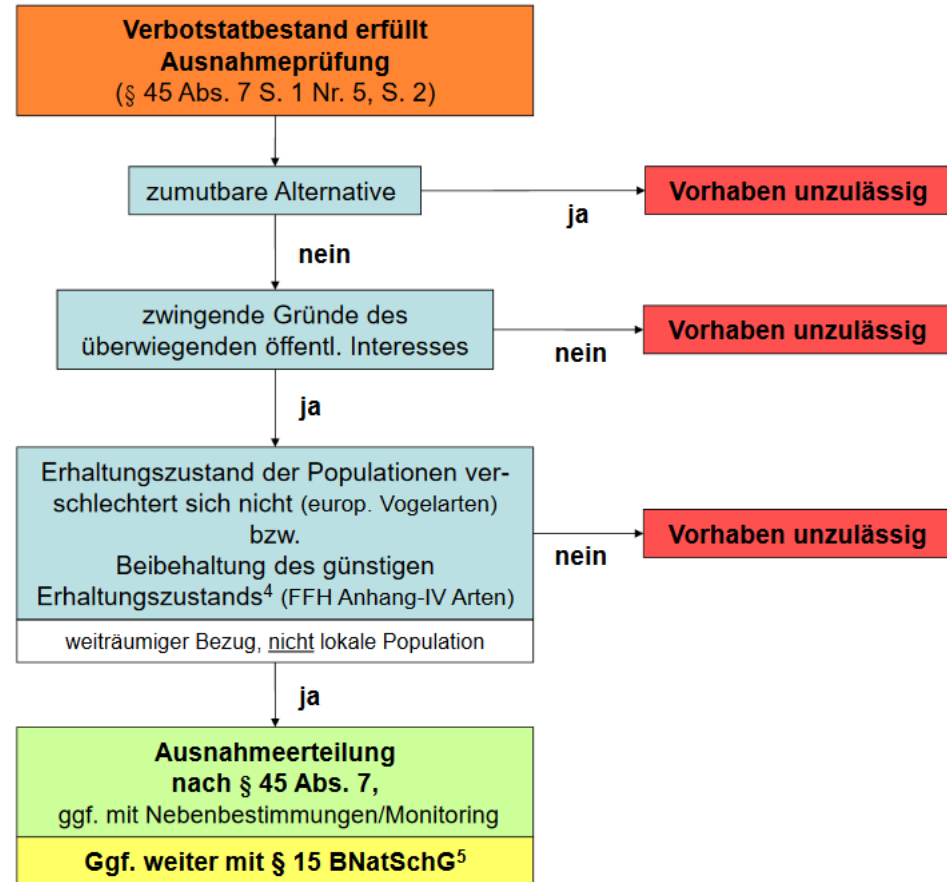 Verbotstatbestand erfüllt
Ausnahmeprüfung
(§ 45 Abs. 7 S. 1 Nr. 5, S. 2)
zumutbare Alternative
ja
Vorhaben unzulässig
nein
zwingende Gründe des
überwiegenden öffentl. Interesses
nein
Vorhaben unzulässig
ja
Erhaltungszustand der Populationen ver-
schlechtert sich nicht (europ. Vogelarten)
bzw.
Beibehaltung des günstigen
Erhaltungszustands⁴ (FFH Anhang-IV Arten)
nein
Vorhaben unzulässig
weiträumiger Bezug, nicht lokale Population
ja
Ausnahmeerteilung
nach § 45 Abs. 7,
ggf. mit Nebenbestimmungen/Monitoring
Ggf. weiter mit § 15 BNatSchG⁵